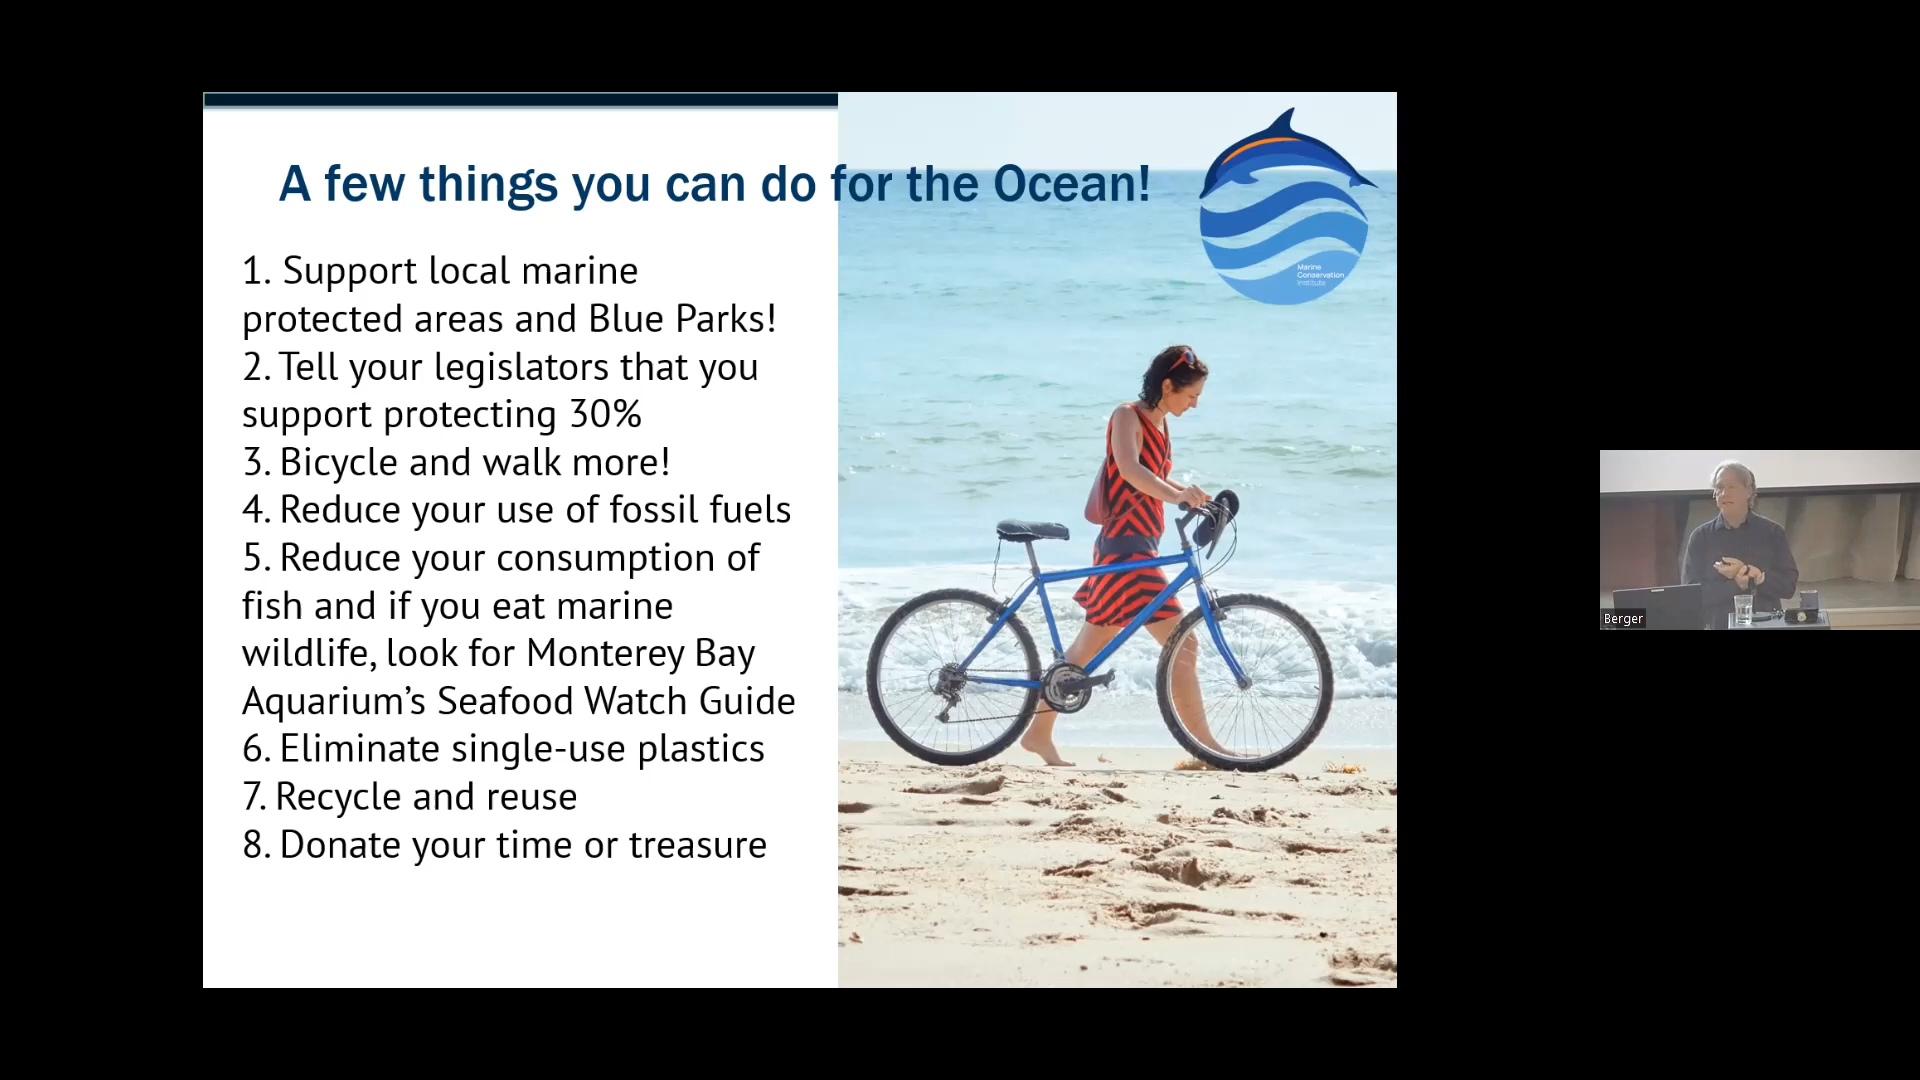 A few things you can do for the Ocean!
1. Support local marine
protected areas and Blue Parks!
2. Tell your legislators that you
support protecting 30%
3. Bicycle and walk more!
4. Reduce your use of fossil fuels
5. Reduce your consumption of
fish and if you eat marine
wildlife, look for Monterey Bay
Aquarium’s Seafood Watch Guide
6. Eliminate single-use plastics
7. Recycle and reuse
8. Donate your time or treasure
Marine
Conservation
Institute
Berger